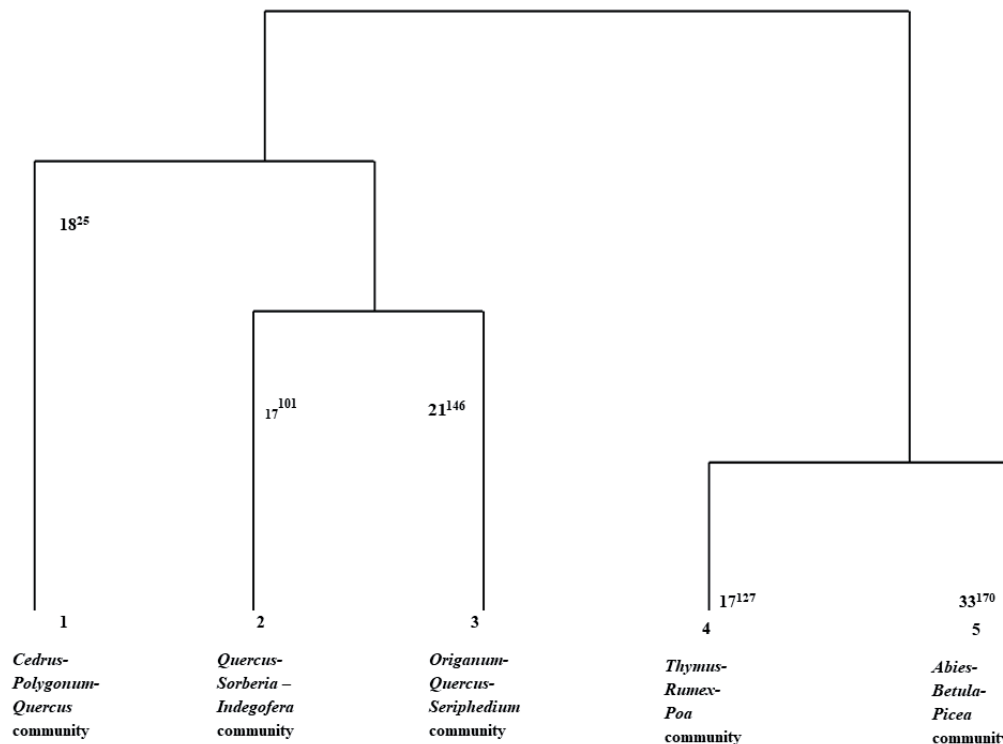 18²⁵
17¹⁰¹
21¹⁴⁶
17¹²⁷
33¹⁷⁰
1
2
3
4
5
Cedrus-
Polygonum-
Quercus
community
Quercus-
Sorberia –
Indegofera
community
Origanum-
Quercus-
Seriphedium
community
Thymus-
Rumex-
Poa
community
Abies-
Betula-
Picea
community